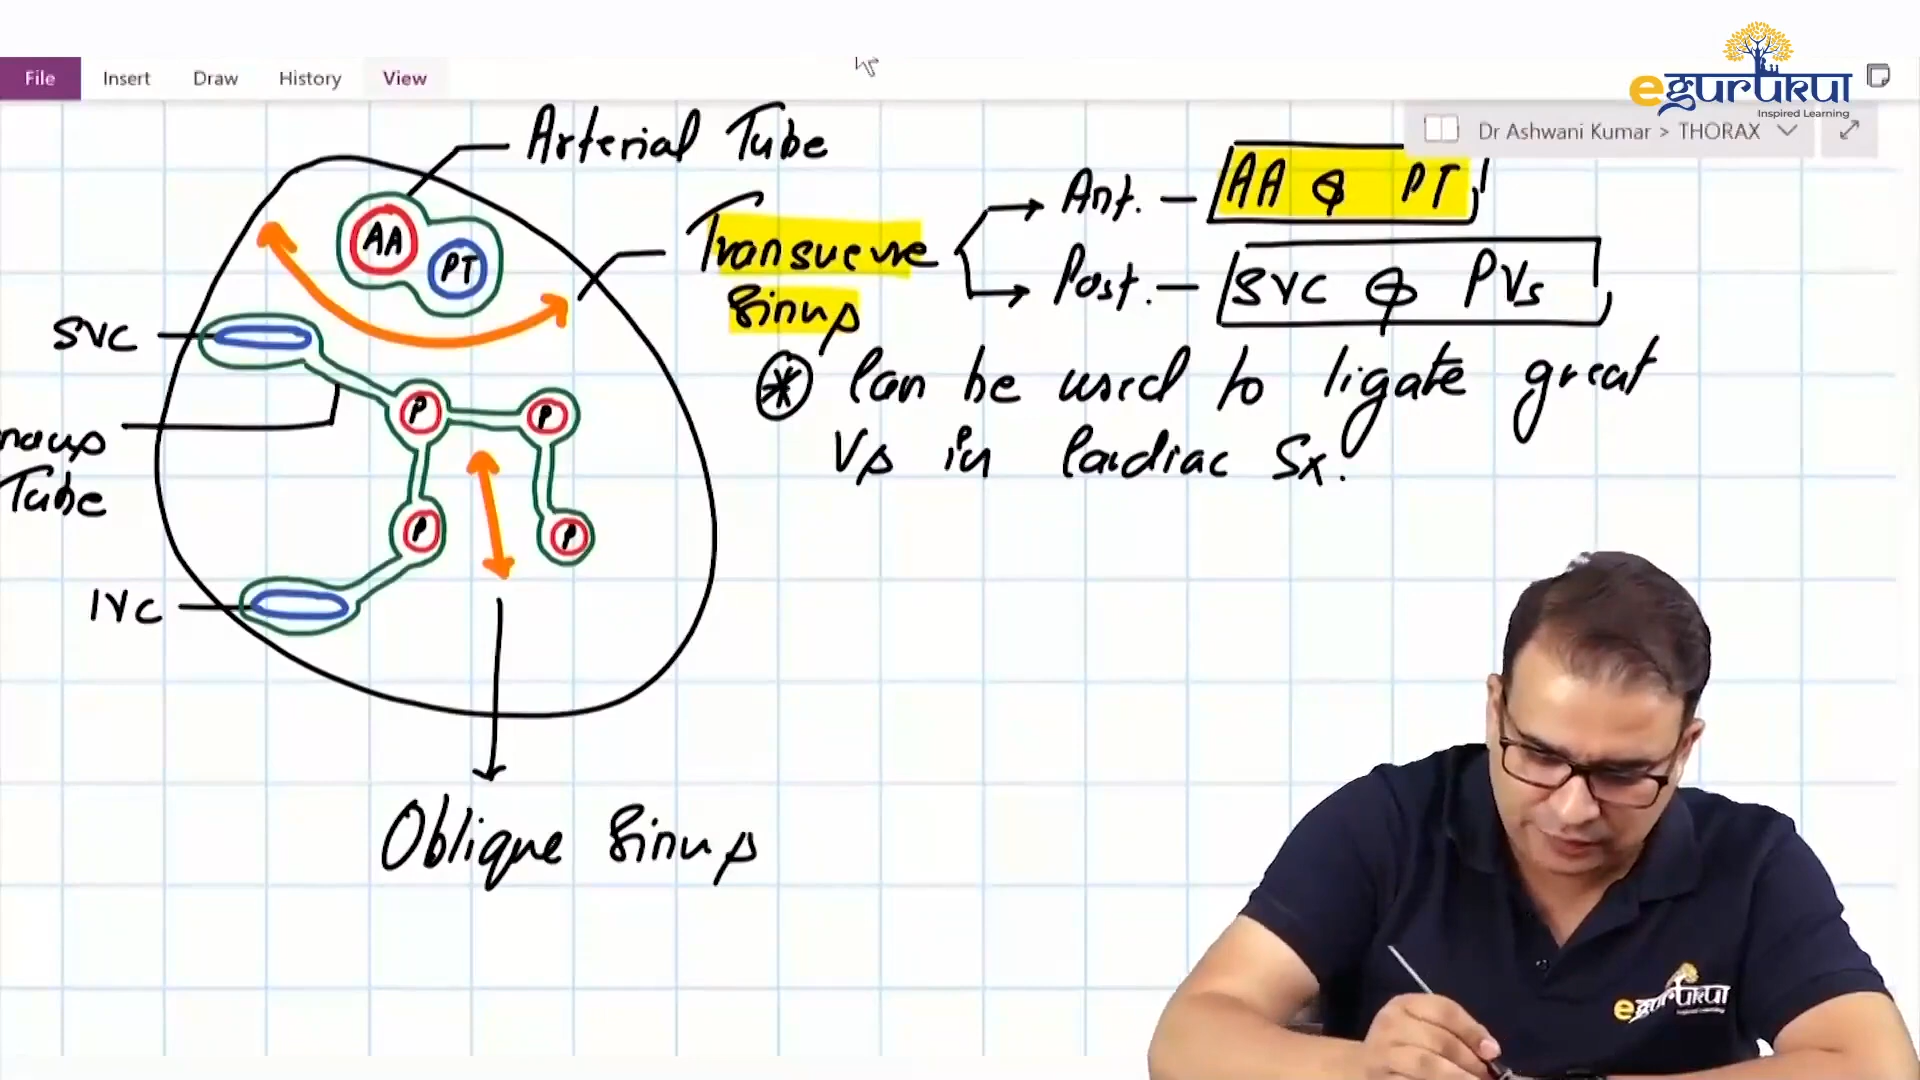 egurukul
Inspired Learning
File Insert Draw History View
Dr Ashwani Kumar > THORAX
Arterial Tube
AA
PT
Transverse
Sinus
Ant. - AA & PT
Post. - SVC & PVs
SVC
P
P
P
P
Tube
IVC
* Can be used to ligate great
Vs in Cardiac Sx.
Oblique Sinus
egurukul